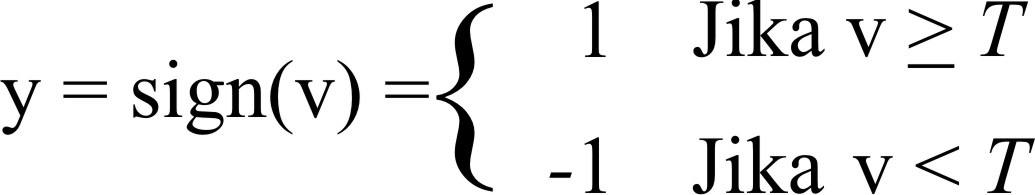 1 Jika v ≥ T
y = sign(v) = {
-1 Jika v < T